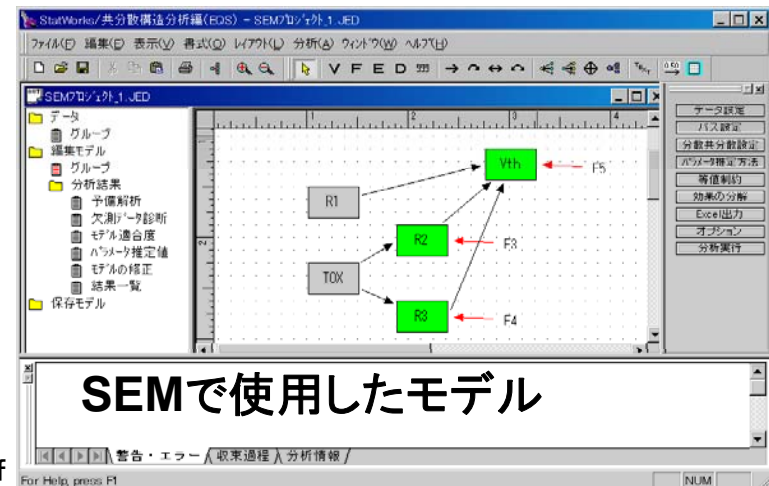 StatWorks/共分散構造分析編(EQS) - SEMﾌﾟﾛｼﾞｪｸﾄ_1.JED
ﾌｧｲﾙ(F) 編集(E) 表示(V) 書式(O) ﾚｲｱｳﾄ(L) 分析(A) ｳｨﾝﾄﾞｳ(W) ﾍﾙﾌﾟ(H)
V F E D
SEMﾌﾟﾛｼﾞｪｸﾄ_1.JED
データ
グループ
編集モデル
グループ
分析結果
予備解析
欠測ﾃﾞｰﾀ診断
ﾓﾃﾞﾙ適合度
ﾊﾟﾗﾒｰﾀ推定値
ﾓﾃﾞﾙの修正
結果一覧
保存モデル
1 2 3 4
2
Vth
E5
R1
R2
E3
TOX
R3
E4
データ設定
パス設定
分散共分散設定
ﾊﾟﾗﾒｰﾀ推定方法
等値制約
効果の分解
Excel出力
オプション
分析実行
SEMで使用したモデル
警告・エラー 収束過程 分析情報
f
For Help, press F1
NUM